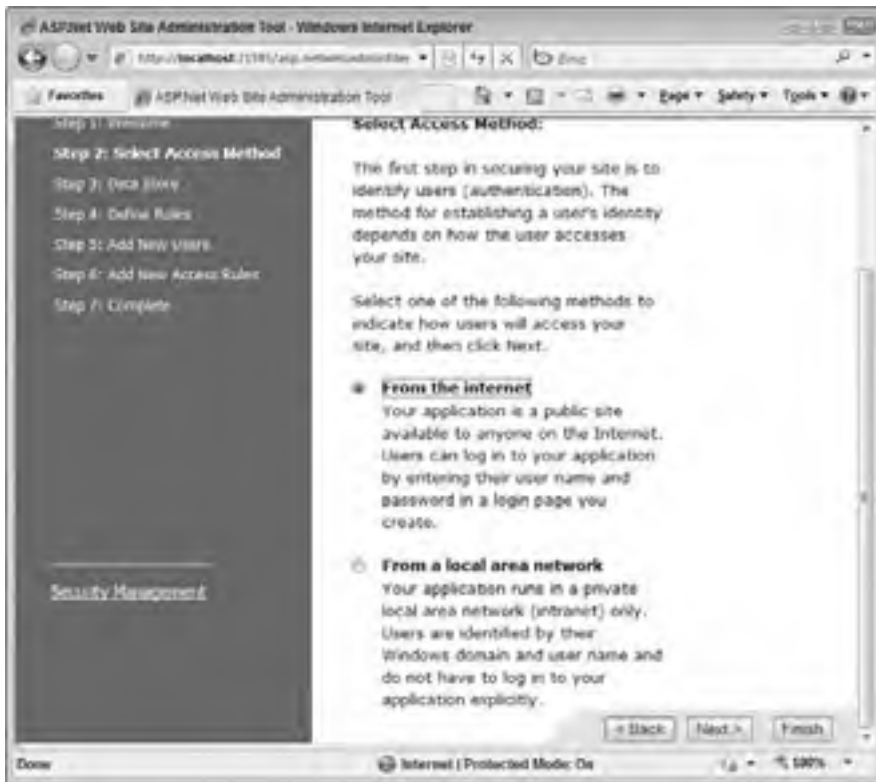 ASP.Net Web Site Administration Tool - Windows Internet Explorer
Bing
Favorites
ASP.Net Web Site Administration Tool
Page
Safety
Tools
Step 1: Welcome
Step 2: Select Access Method
Step 3: Data Store
Step 4: Define Roles
Step 5: Add New Users
Step 6: Add New Access Rules
Step 7: Complete
Security Management
Select Access Method:
The first step in securing your site is to
identify users (authentication). The
method for establishing a user's identity
depends on how the user accesses
your site.
Select one of the following methods to
indicate how users will access your
site, and then click Next.
From the internet
Your application is a public site
available to anyone on the Internet.
Users can log in to your application
by entering their user name and
password in a login page you
create.
From a local area network
Your application runs in a private
local area network (intranet) only.
Users are identified by their
Windows domain and user name and
do not have to log in to your
application explicitly.
< Back
Next >
Finish
Done
Internet | Protected Mode: On
100%